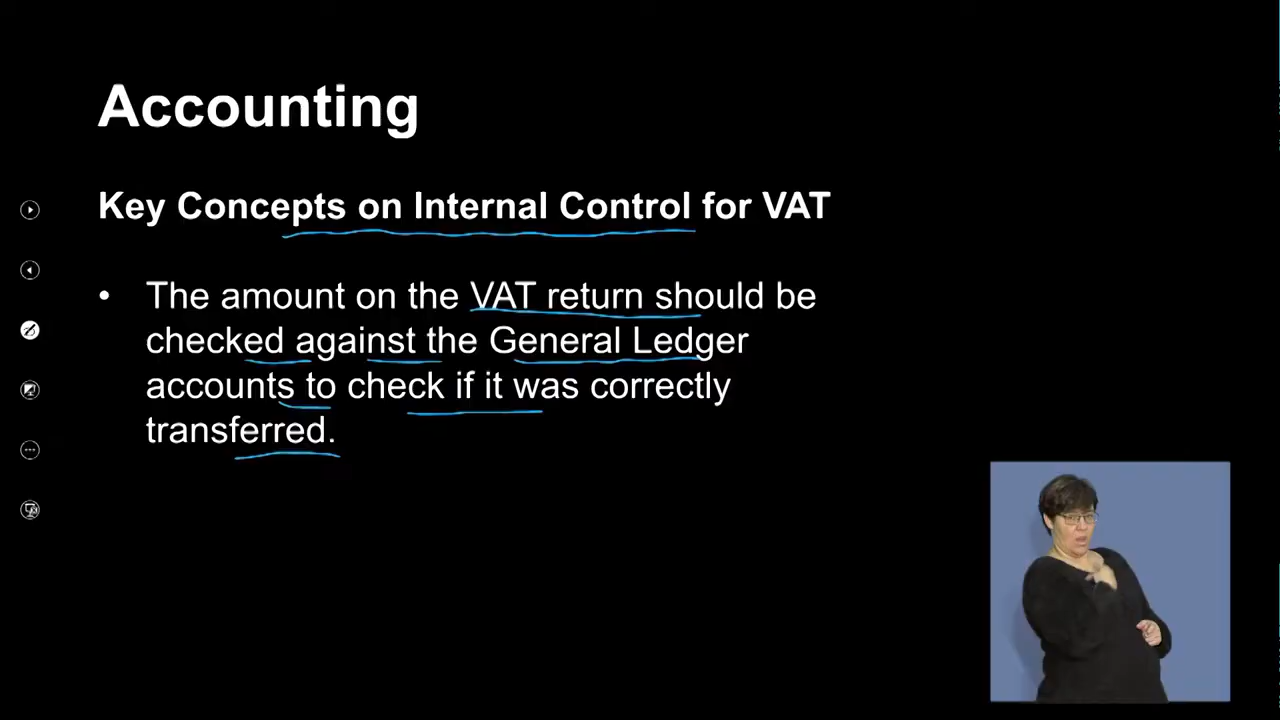 Accounting
Key Concepts on Internal Control for VAT
• The amount on the VAT return should be
checked against the General Ledger
accounts to check if it was correctly
transferred.